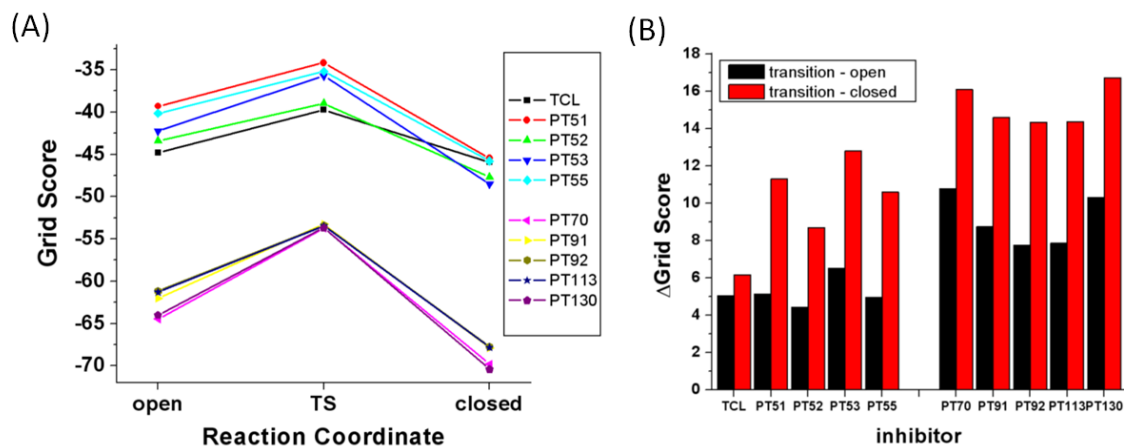 (A)
Grid Score
-35
-40
-45
-50
-55
-60
-65
-70
open TS closed
Reaction Coordinate
TCL
PT51
PT52
PT53
PT55
PT70
PT91
PT92
PT113
PT130
(B)
ΔGrid Score
18
16
14
12
10
8
6
4
2
0
transition - open
transition - closed
TCL PT51 PT52 PT53 PT55 PT70 PT91 PT92 PT113 PT130
inhibitor